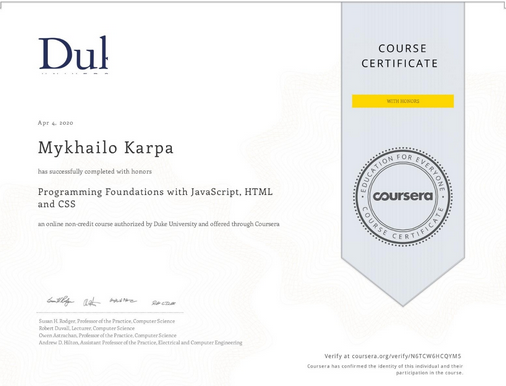 Duk
Apr 4, 2020
Mykhailo Karpa
has successfully completed with honors
Programming Foundations with JavaScript, HTML
and CSS
an online non-credit course authorized by Duke University and offered through Coursera
Susan H. Rodger, Professor of the Practice, Computer Science
Robert Duvall, Lecturer, Computer Science
Owen Astrachan, Professor of the Practice, Computer Science
Andrew D. Hilton, Assistant Professor of the Practice, Electrical and Computer Engineering
COURSE
CERTIFICATE
WITH HONORS
EDUCATION FOR EVERYONE
coursera
COURSE CERTIFICATE
Verify at coursera.org/verify/N6TCW6HCQYM5
Coursera has confirmed the identity of this individual and their
participation in the course.